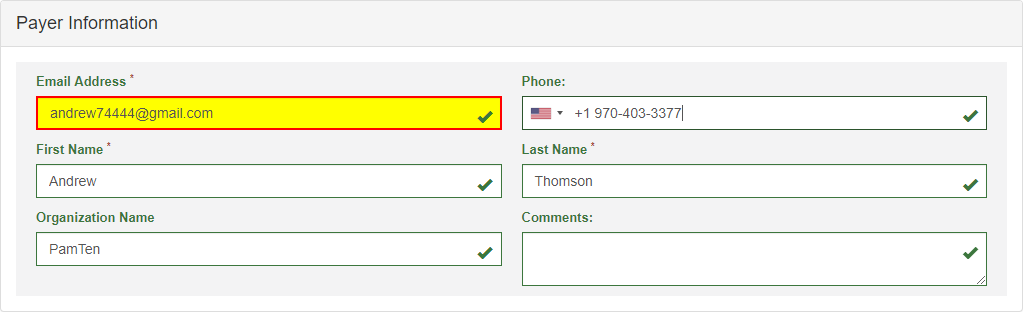 Payer Information
Email Address * Phone:
andrew74444@gmail.com +1 970-403-3377
First Name * Last Name *
Andrew Thomson
Organization Name Comments:
PamTen